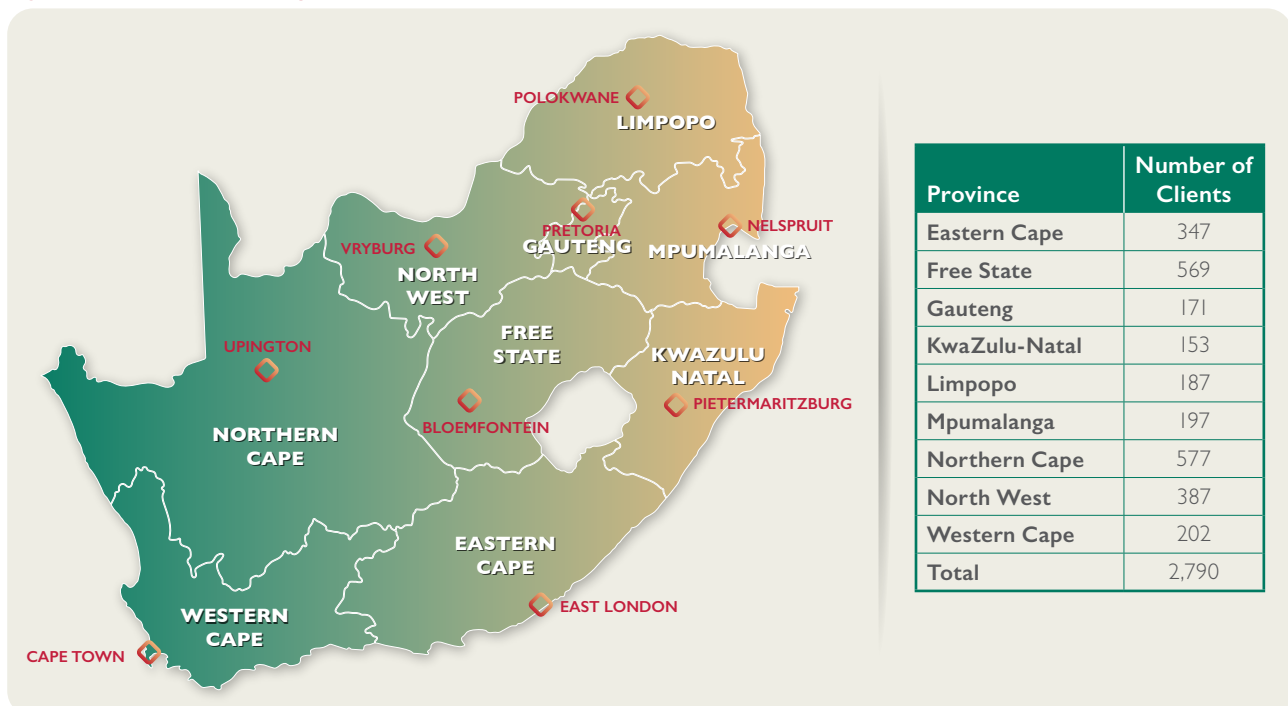 POLOKWANE
LIMPOPO
PRETORIA
GAUTENG
NELSPRUIT
MPUMALANGA
VRYBURG
NORTH
WEST
UPINGTON
FREE
STATE
KWAZULU
NATAL
BLOEMFONTEIN
PIETERMARITZBURG
NORTHERN
CAPE
EASTERN
CAPE
EAST LONDON
WESTERN
CAPE
CAPE TOWN
Province Number of Clients
Eastern Cape 347
Free State 569
Gauteng 171
KwaZulu-Natal 153
Limpopo 187
Mpumalanga 197
Northern Cape 577
North West 387
Western Cape 202
Total 2,790